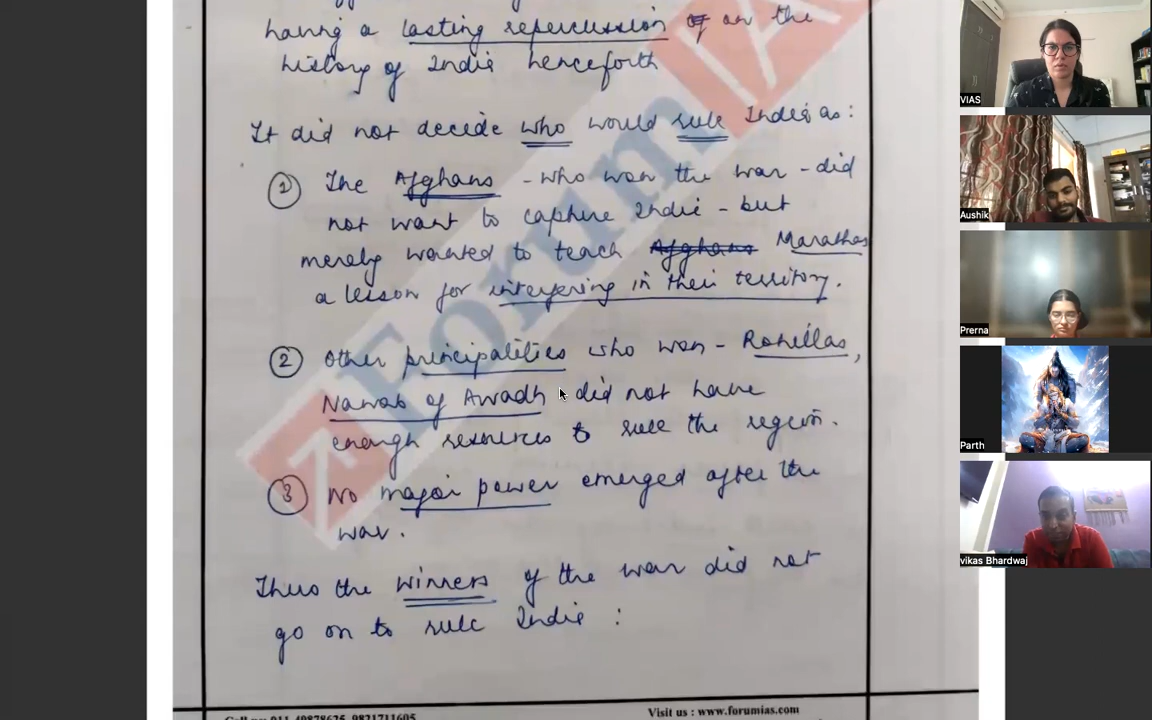 having a lasting repercussion of on the
history of India henceforth
It did not decide who would rule India as:
① The Afghans - who won the war - did
not want to capture India - but
merely wanted to teach Afghans Marathas
a lesson for interfering in their territory.
② Other principalities who won - Rohillas,
Nawab of Awadh did not have
enough resources to rule the region.
③ No major power emerged after the
war.
Thus the winners of the war did not
go on to rule India :
Visit us : www.forumias.com
Forum IA
VIAS
Aushik
Prerna
Parth
vikas Bhardwaj